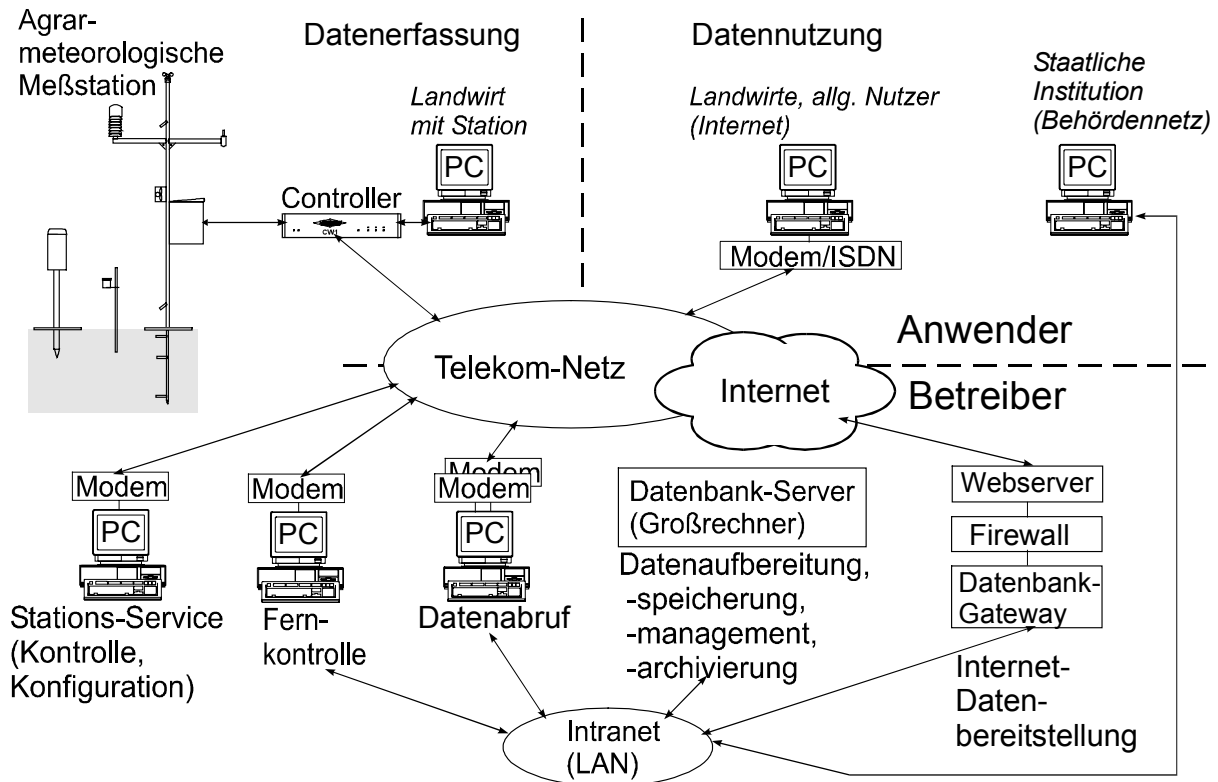 Agrar-
meteorologische
Meßstation
Datenerfassung
Datennutzung
Landwirt
mit Station
Landwirte, allg. Nutzer
(Internet)
Staatliche
Institution
(Behördennetz)
PC
PC
PC
Controller
CW1
Modem/ISDN
Anwender
Telekom-Netz
Internet
Betreiber
Modem
Modem
Modem
Modem
Datenbank-Server
(Großrechner)
Webserver
PC
PC
PC
Firewall
Datenaufbereitung,
-speicherung,
-management,
-archivierung
Datenbank-
Gateway
Stations-Service
(Kontrolle,
Konfiguration)
Fern-
kontrolle
Datenabruf
Internet-
Daten-
bereitstellung
Intranet
(LAN)